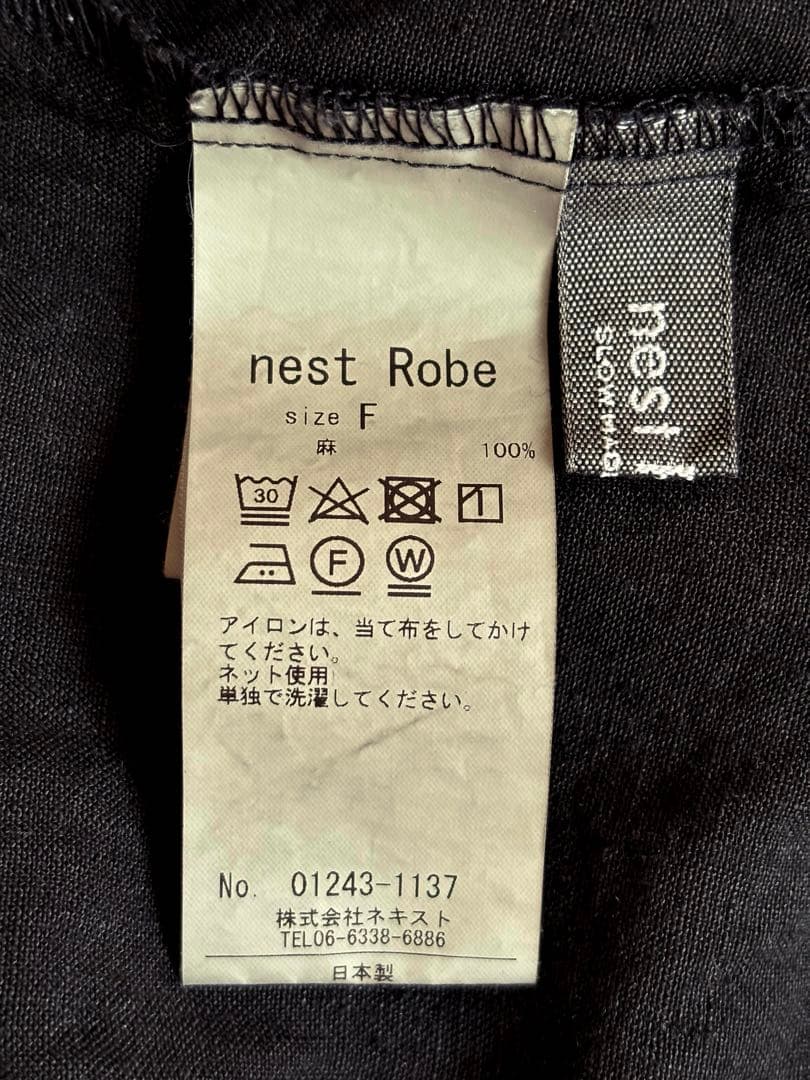 nest Robe
size F
麻 100%
30
F W
アイロンは、当て布をしてかけ
てください。
ネット使用
単独で洗濯してください。
No. 01243-1137
株式会社ネキスト
TEL06-6338-6886
日本製
nest
SLOW